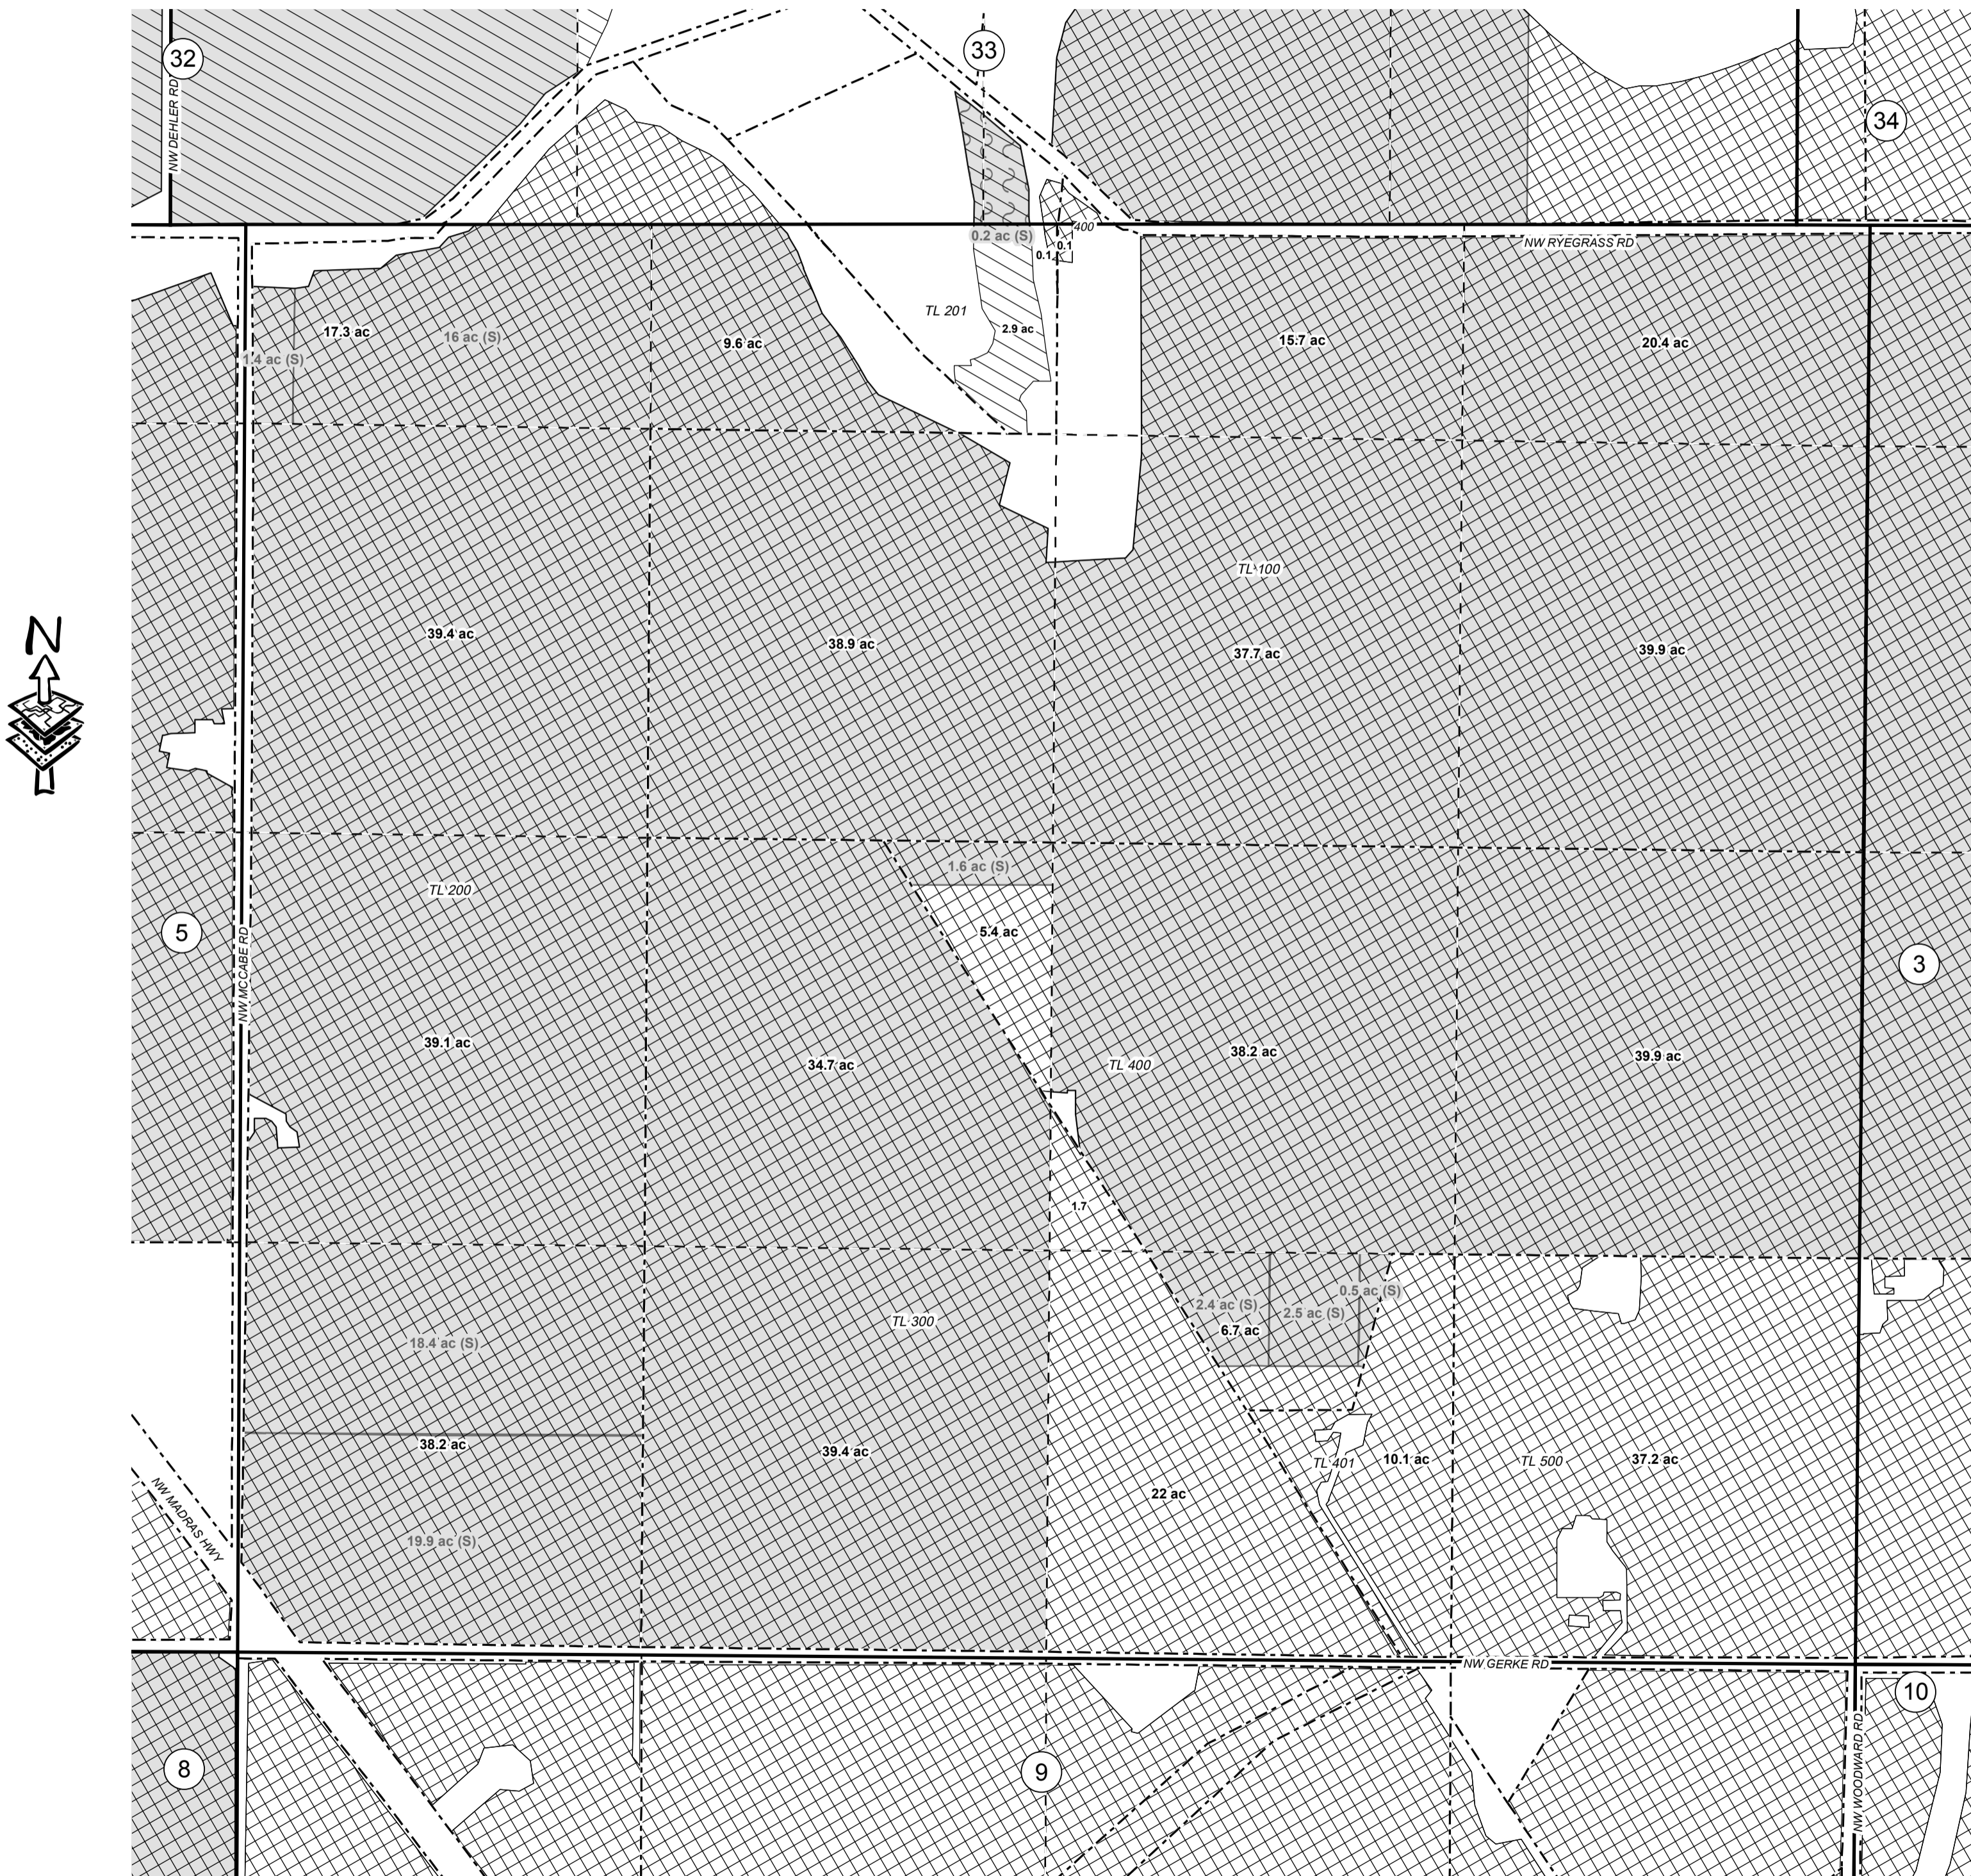 32
33
34
NW DEHLER RD
400
0.2 ac (S)
0.1
0.1
NW RYEGRASS RD
TL 201
17.3 ac
16 ac (S)
9.6 ac
2.9 ac
15.7 ac
20.4 ac
1.4 ac (S)
TL 100
N
39.4 ac
38.9 ac
37.7 ac
39.9 ac
1.6 ac (S)
TL 200
5
5.4 ac
3
NW MCCABE RD
39.1 ac
34.7 ac
TL 400
38.2 ac
39.9 ac
1.7
0.5 ac (S)
2.4 ac (S)
2.5 ac (S)
TL 300
6.7 ac
18.4 ac (S)
38.2 ac
39.4 ac
TL 401
10.1 ac
TL 500
37.2 ac
22 ac
NW MADRAS HWY
19.9 ac (S)
NW GERKE RD
10
NW WOODWARD RD
8
9